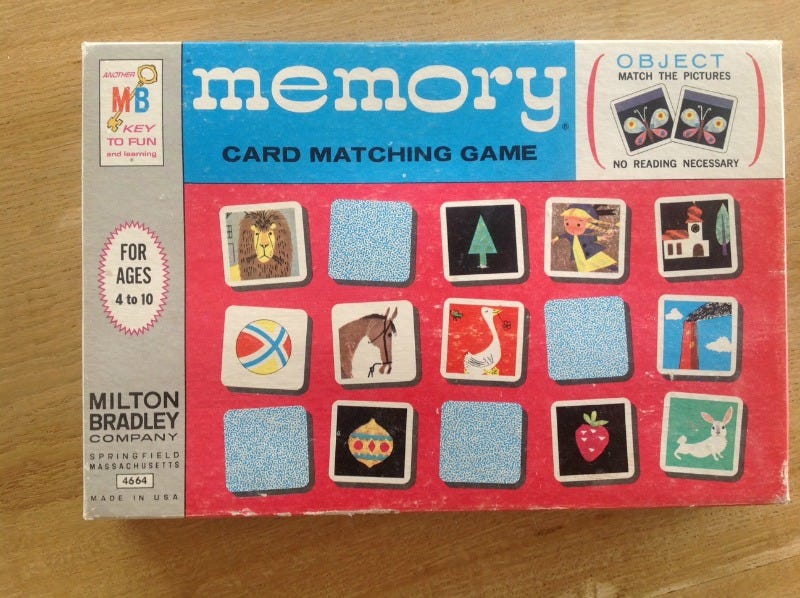 ANOTHER
MB
KEY
TO FUN
and learning
®
memory®
CARD MATCHING GAME
OBJECT
MATCH THE PICTURES
NO READING NECESSARY
FOR
AGES
4 to 10
MILTON
BRADLEY
COMPANY
SPRINGFIELD
MASSACHUSETTS
4664
MADE IN USA